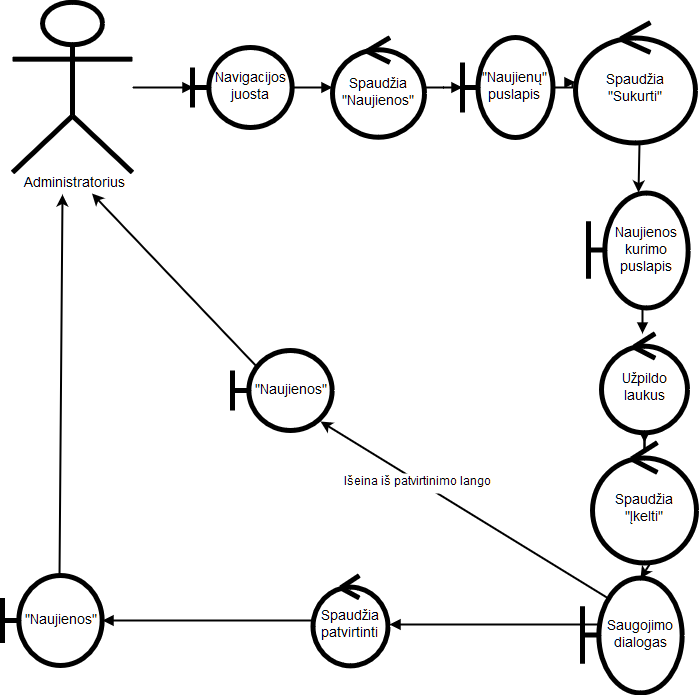 Navigacijos
juosta
Spaudžia
"Naujienos"
"Naujienų"
puslapis
Spaudžia
"Sukurti"
Administratorius
Naujienos
kurimo
puslapis
Užpildo
laukus
"Naujienos"
Išeina iš patvirtinimo lango
Spaudžia
"Įkelti"
"Naujienos"
Spaudžia
patvirtinti
Saugojimo
dialogas